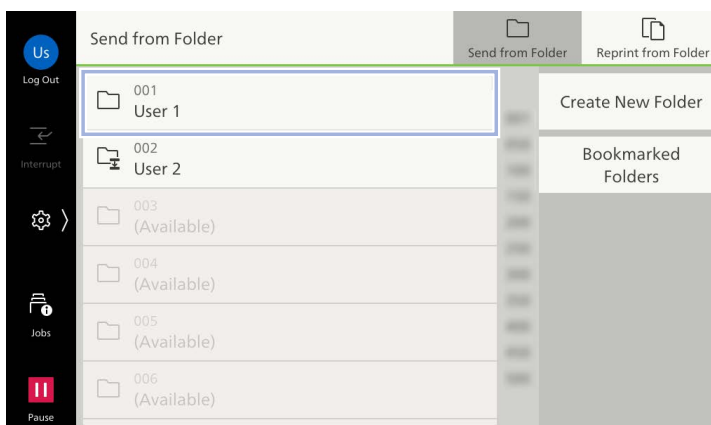 Us
Log Out
Interrupt
Jobs
Pause
Send from Folder
Send from Folder
Reprint from Folder
001
User 1
002
User 2
003
(Available)
004
(Available)
005
(Available)
006
(Available)
Create New Folder
Bookmarked
Folders